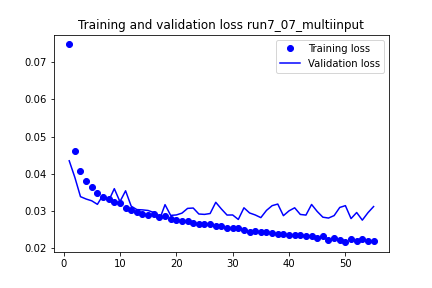 Training and validation loss run7_07_multiinput
Training loss
Validation loss
0.07
0.06
0.05
0.04
0.03
0.02
0 10 20 30 40 50